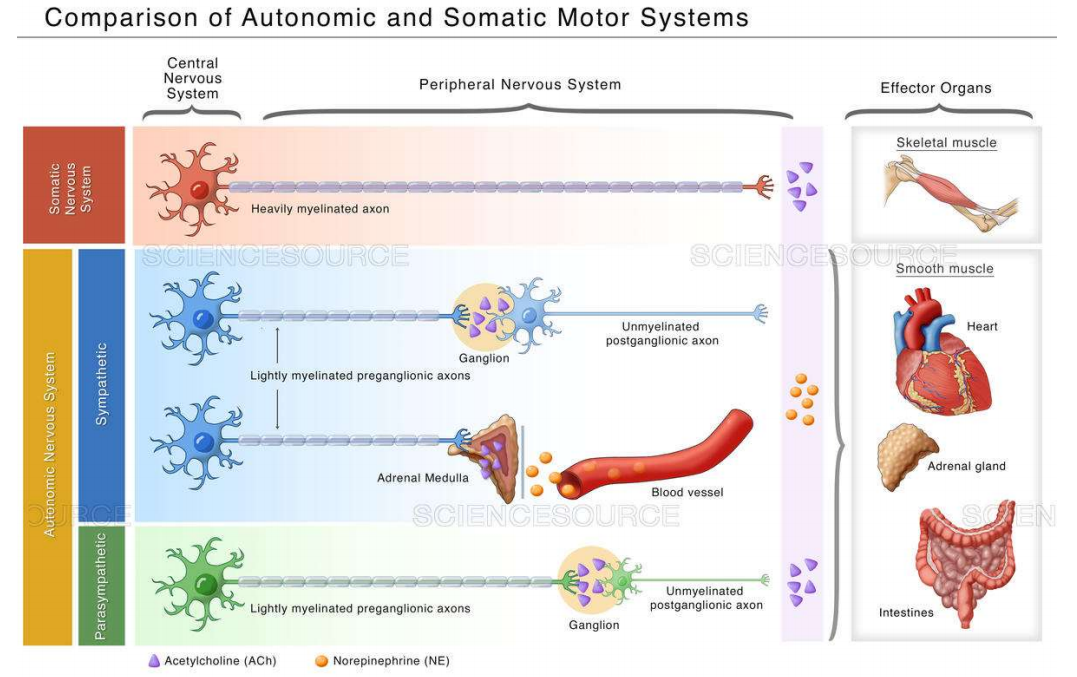 Comparison of Autonomic and Somatic Motor Systems
Central
Nervous
System
Peripheral Nervous System
Effector Organs
Somatic
Nervous
System
Heavily myelinated axon
Skeletal muscle
SCIENCESOURCE
SCIENCESOURCE
Autonomic Nervous System
Sympathetic
Ganglion
Unmyelinated
postganglionic axon
Lightly myelinated preganglionic axons
Adrenal Medulla
Blood vessel
Smooth muscle
Heart
Adrenal gland
Intestines
OURCE
SCIENCESOURCE
SCIEN
Parasympathetic
Lightly myelinated preganglionic axons
Ganglion
Unmyelinated
postganglionic axon
Acetylcholine (ACh)
Norepinephrine (NE)